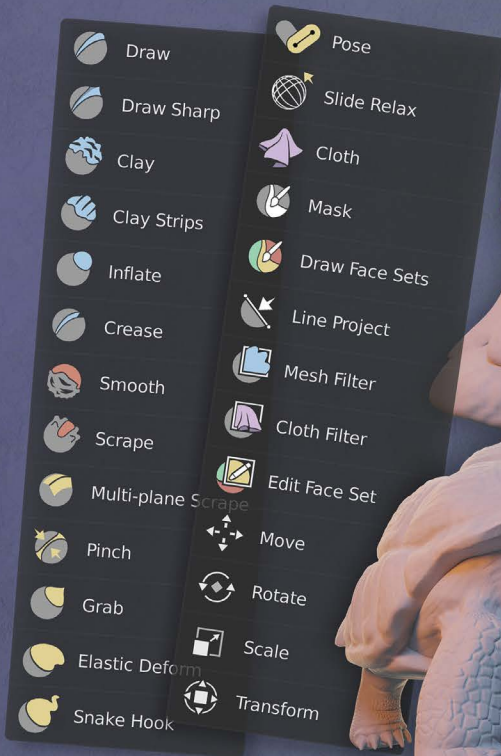 Draw
Draw Sharp
Clay
Clay Strips
Inflate
Crease
Smooth
Scrape
Multi-plane Scrape
Pinch
Grab
Elastic Deform
Snake Hook
Pose
Slide Relax
Cloth
Mask
Draw Face Sets
Line Project
Mesh Filter
Cloth Filter
Edit Face Set
Move
Rotate
Scale
Transform